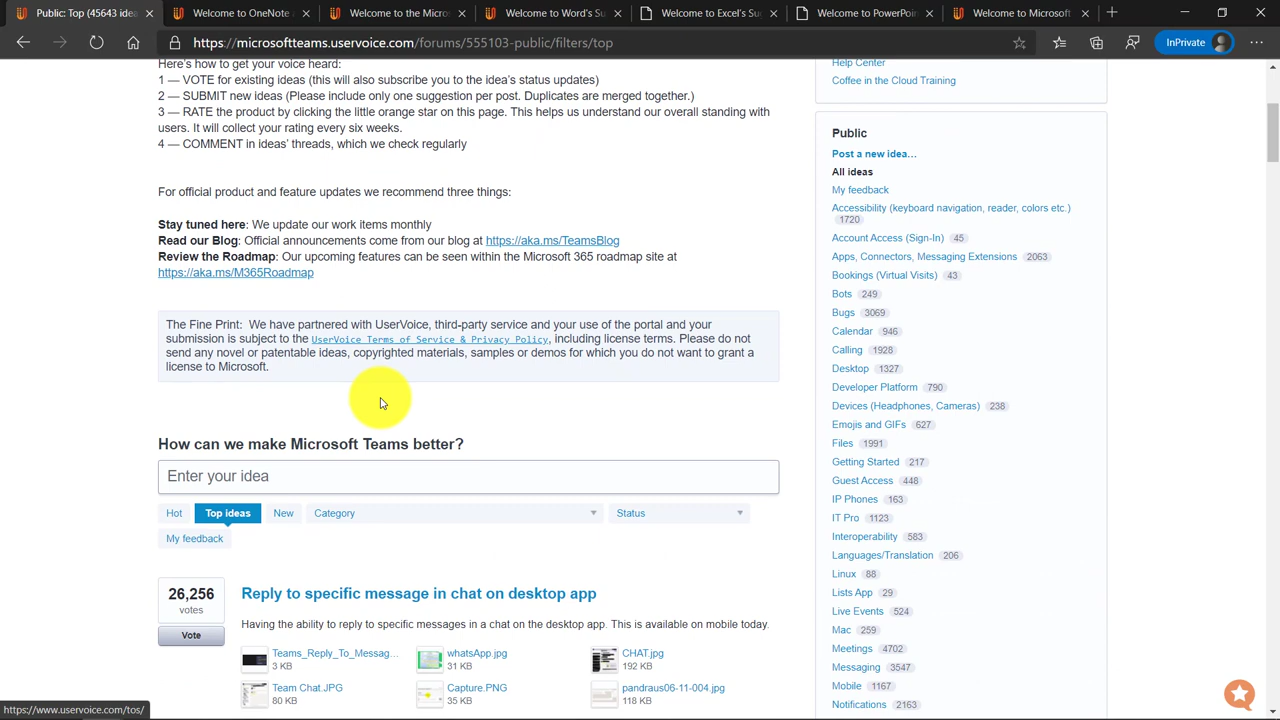 Public: Top (45643 idea
Welcome to OneNote
Welcome to the Micros
Welcome to Word's Su
Welcome to Excel's Sug
Welcome to PowerPoin
Welcome to Microsoft
https://microsoftteams.uservoice.com/forums/555103-public/filters/top
InPrivate
Here's how to get your voice heard:
1 — VOTE for existing ideas (this will also subscribe you to the idea's status updates)
2 — SUBMIT new ideas (Please include only one suggestion per post. Duplicates are merged together.)
3 — RATE the product by clicking the little orange star on this page. This helps us understand our overall standing with
users. It will collect your rating every six weeks.
4 — COMMENT in ideas' threads, which we check regularly
For official product and feature updates we recommend three things:
Stay tuned here: We update our work items monthly
Read our Blog: Official announcements come from our blog at https://aka.ms/TeamsBlog
Review the Roadmap: Our upcoming features can be seen within the Microsoft 365 roadmap site at
https://aka.ms/M365Roadmap
The Fine Print: We have partnered with UserVoice, third-party service and your use of the portal and your
submission is subject to the UserVoice Terms of Service & Privacy Policy, including license terms. Please do not
send any novel or patentable ideas, copyrighted materials, samples or demos for which you do not want to grant a
license to Microsoft.
How can we make Microsoft Teams better?
Enter your idea
Hot
Top ideas
New
Category
Status
My feedback
26,256
votes
Vote
Reply to specific message in chat on desktop app
Having the ability to reply to specific messages in a chat on the desktop app. This is available on mobile today.
Teams_Reply_To_Messag...
3 KB
whatsApp.jpg
31 KB
CHAT.jpg
192 KB
Team Chat.JPG
80 KB
Capture.PNG
35 KB
pandraus06-11-004.jpg
118 KB
https://www.uservoice.com/tos/
Help Center
Coffee in the Cloud Training
Public
Post a new idea…
All ideas
My feedback
Accessibility (keyboard navigation, reader, colors etc.)
1720
Account Access (Sign-In) 45
Apps, Connectors, Messaging Extensions 2063
Bookings (Virtual Visits) 43
Bots 249
Bugs 3069
Calendar 946
Calling 1928
Desktop 1327
Developer Platform 790
Devices (Headphones, Cameras) 238
Emojis and GIFs 627
Files 1991
Getting Started 217
Guest Access 448
IP Phones 163
IT Pro 1123
Interoperability 583
Languages/Translation 206
Linux 88
Lists App 29
Live Events 524
Mac 259
Meetings 4702
Messaging 3547
Mobile 1167
Notifications 2163